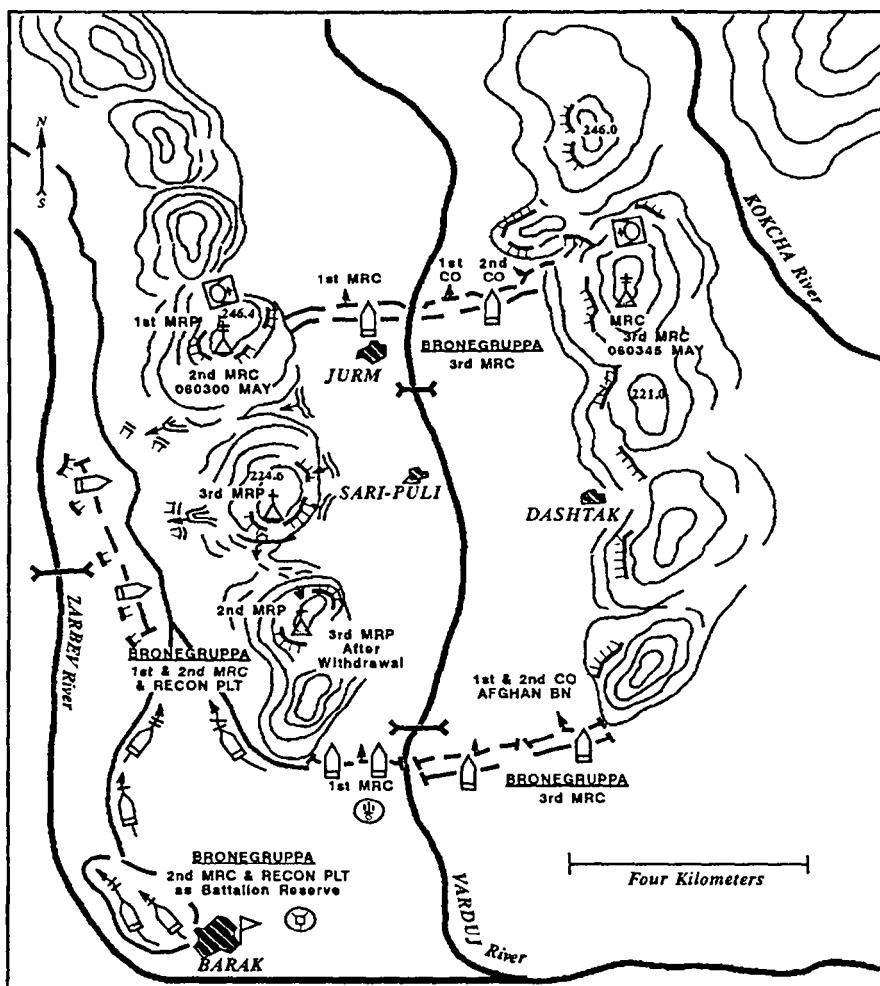 246.0
N
S
KOKCHA River
1st MRC
1st
CO
2nd
CO
1st MRP
246.4
MRC
3rd MRC
060345 MAY
BRONEGRUPPA
3rd MRC
2nd MRC
060300 MAY
JURM
221.0
224.6
3rd MRP
SARI-PULI
DASHTAK
2nd MRP
3rd MRP
After
Withdrawal
ZARBEV River
BRONEGRUPPA
1st & 2nd MRC
& RECON PLT
1st & 2nd CO
AFGHAN BN
1st MRC
BRONEGRUPPA
3rd MRC
BRONEGRUPPA
2nd MRC & RECON PLT
as Battalion Reserve
Four Kilometers
VARDUJ River
BARAK